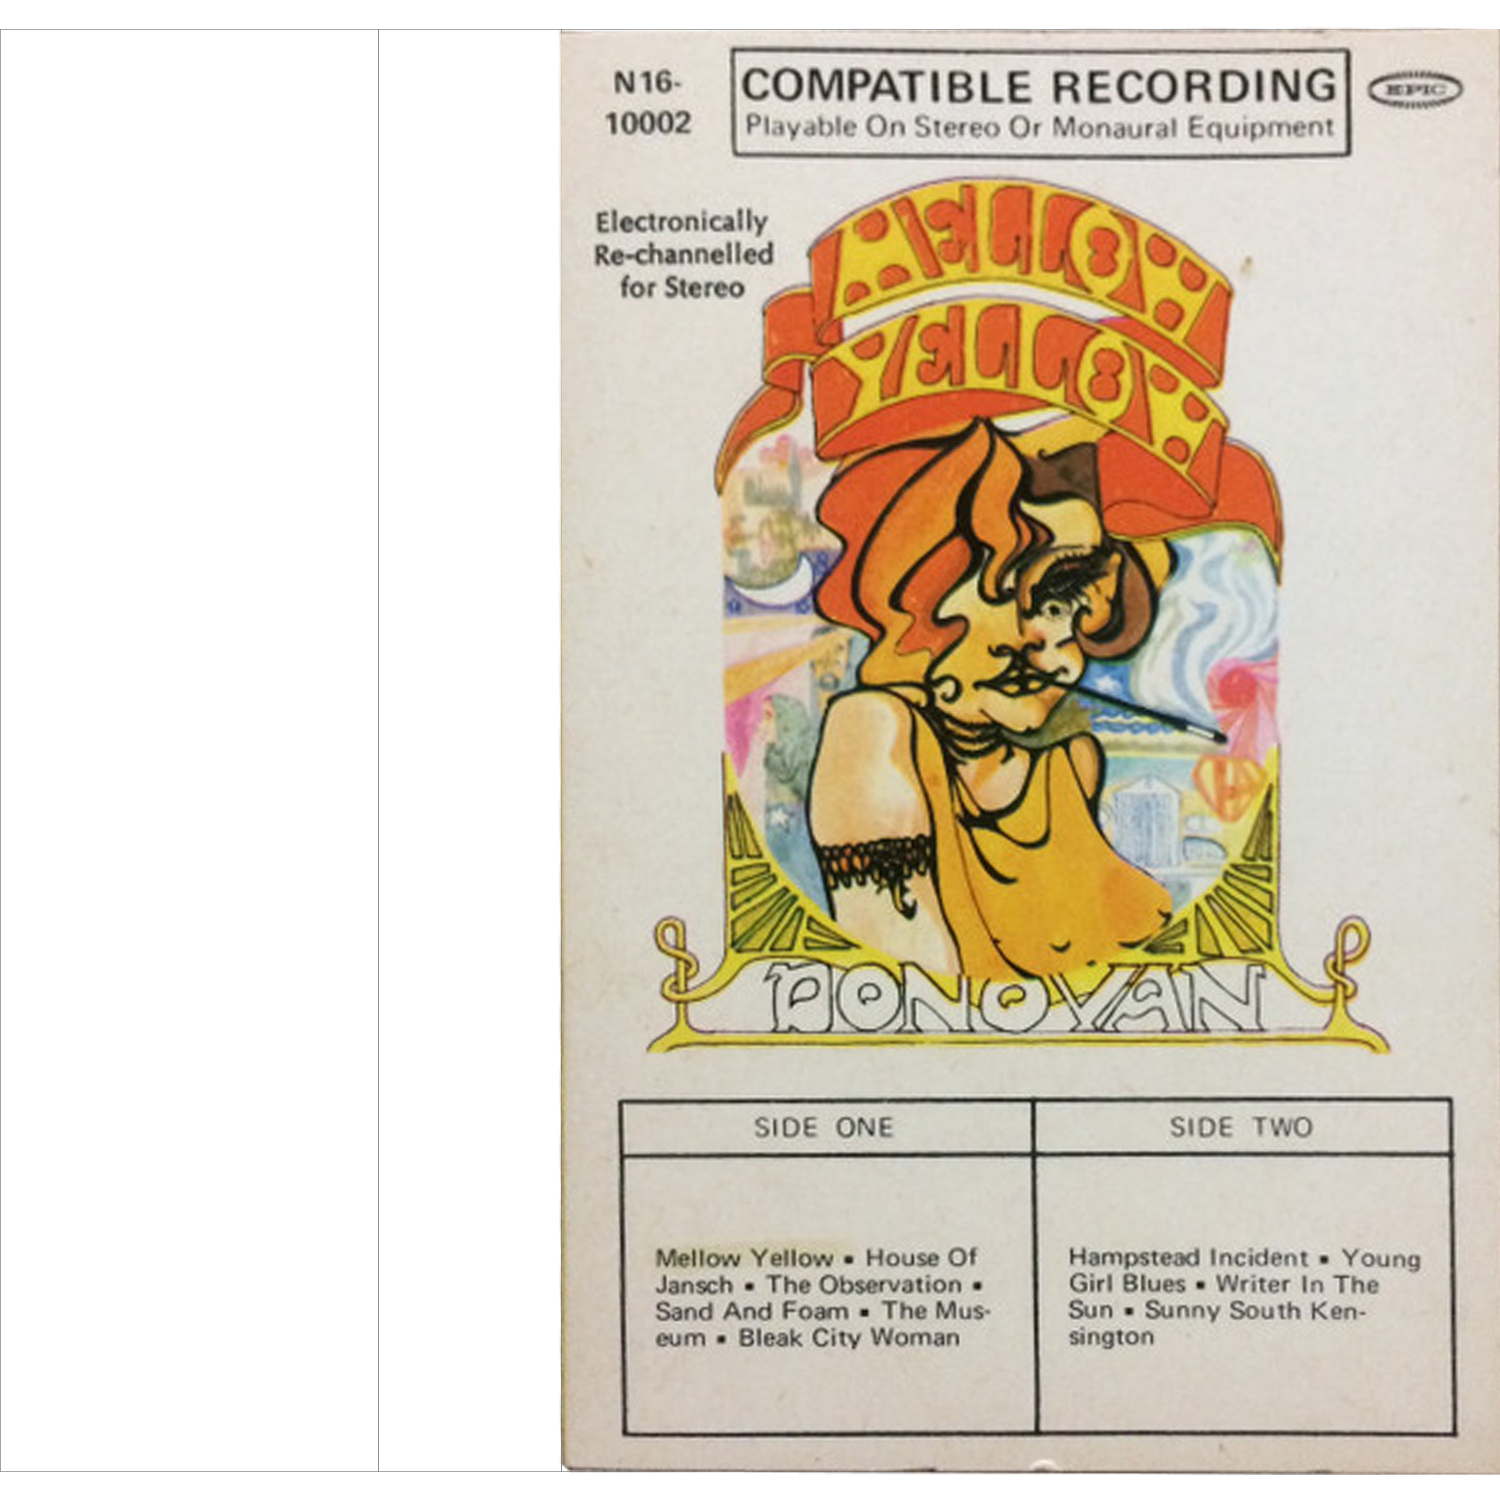 N16-
10002
COMPATIBLE RECORDING
Playable On Stereo Or Monaural Equipment
EPIC
Electronically
Re-channelled
for Stereo
MELLOW
YELLOW
DONOVAN
SIDE ONE
Mellow Yellow ▪ House Of
Jansch ▪ The Observation ▪
Sand And Foam ▪ The Mus-
eum ▪ Bleak City Woman
SIDE TWO
Hampstead Incident ▪ Young
Girl Blues ▪ Writer In The
Sun ▪ Sunny South Ken-
sington